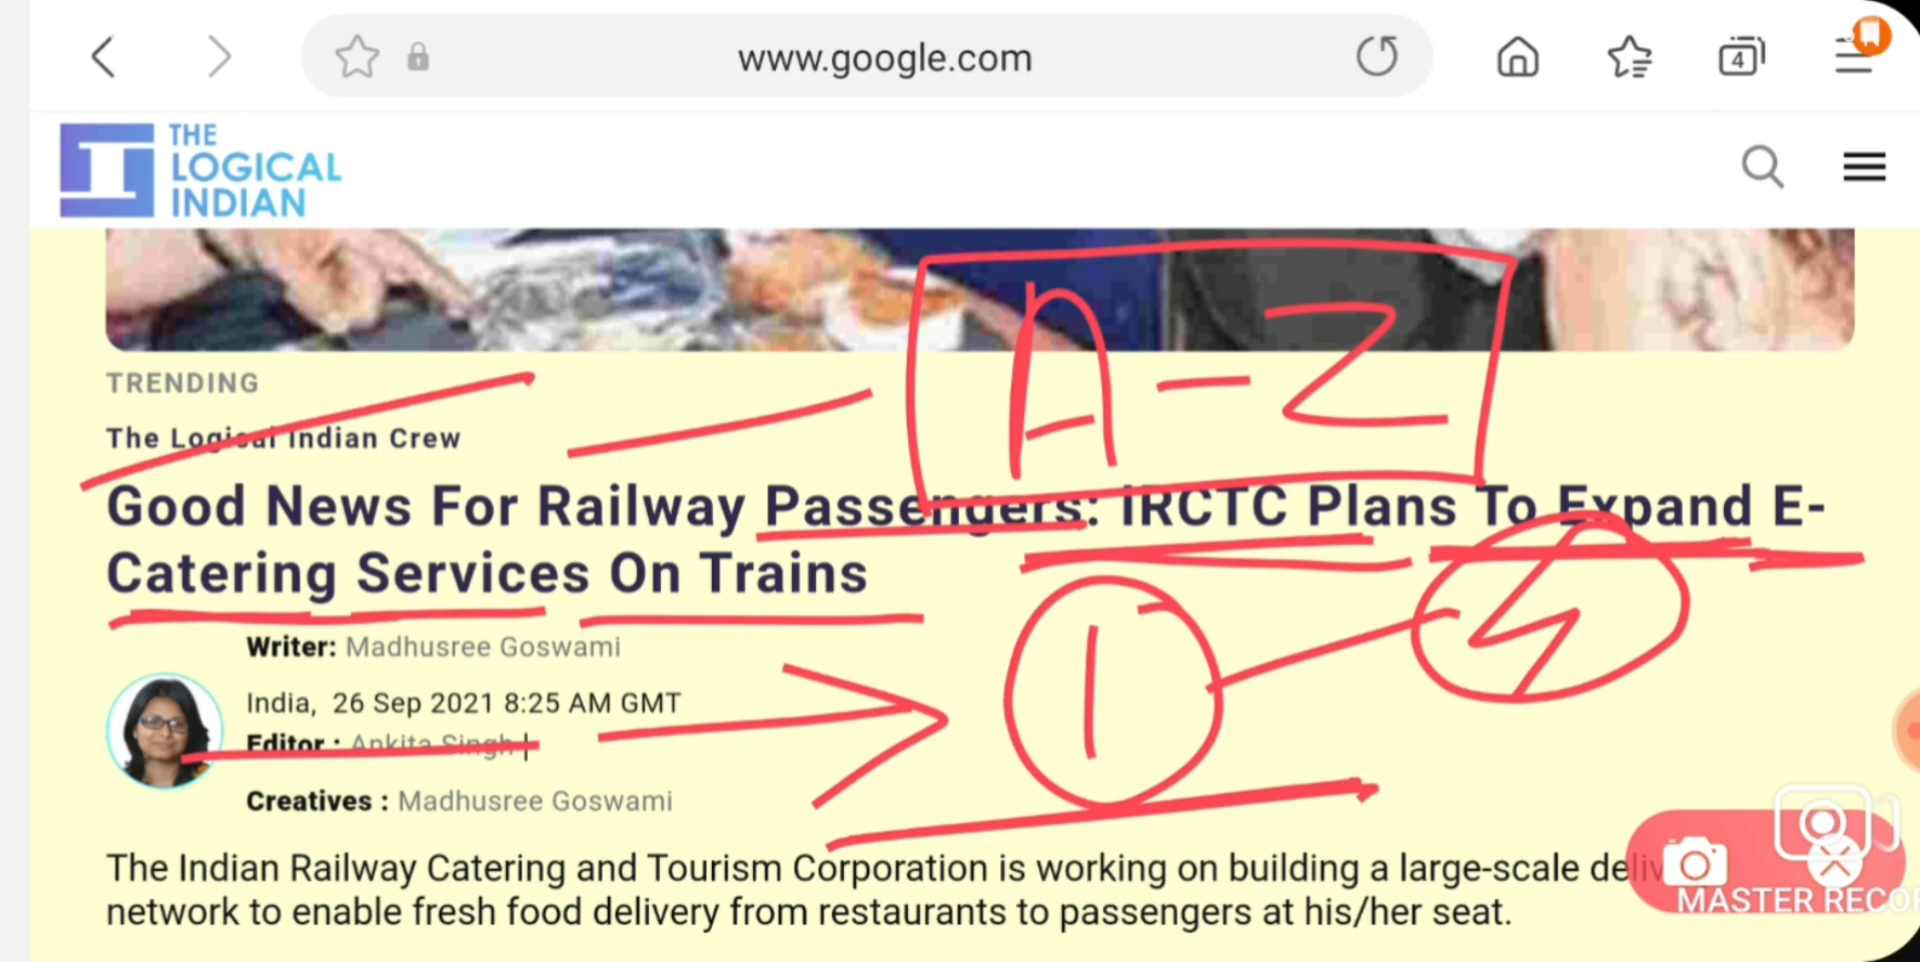 www.google.com
4
THE
LOGICAL
INDIAN
A-Z
TRENDING
The Logical Indian Crew
Good News For Railway Passengers: IRCTC Plans To Expand E-
Catering Services On Trains
1
Writer: Madhusree Goswami
India, 26 Sep 2021 8:25 AM GMT
Editor : Ankita Singh |
Creatives : Madhusree Goswami
The Indian Railway Catering and Tourism Corporation is working on building a large-scale
network to enable fresh food delivery from restaurants to passengers at his/her seat.
MASTER